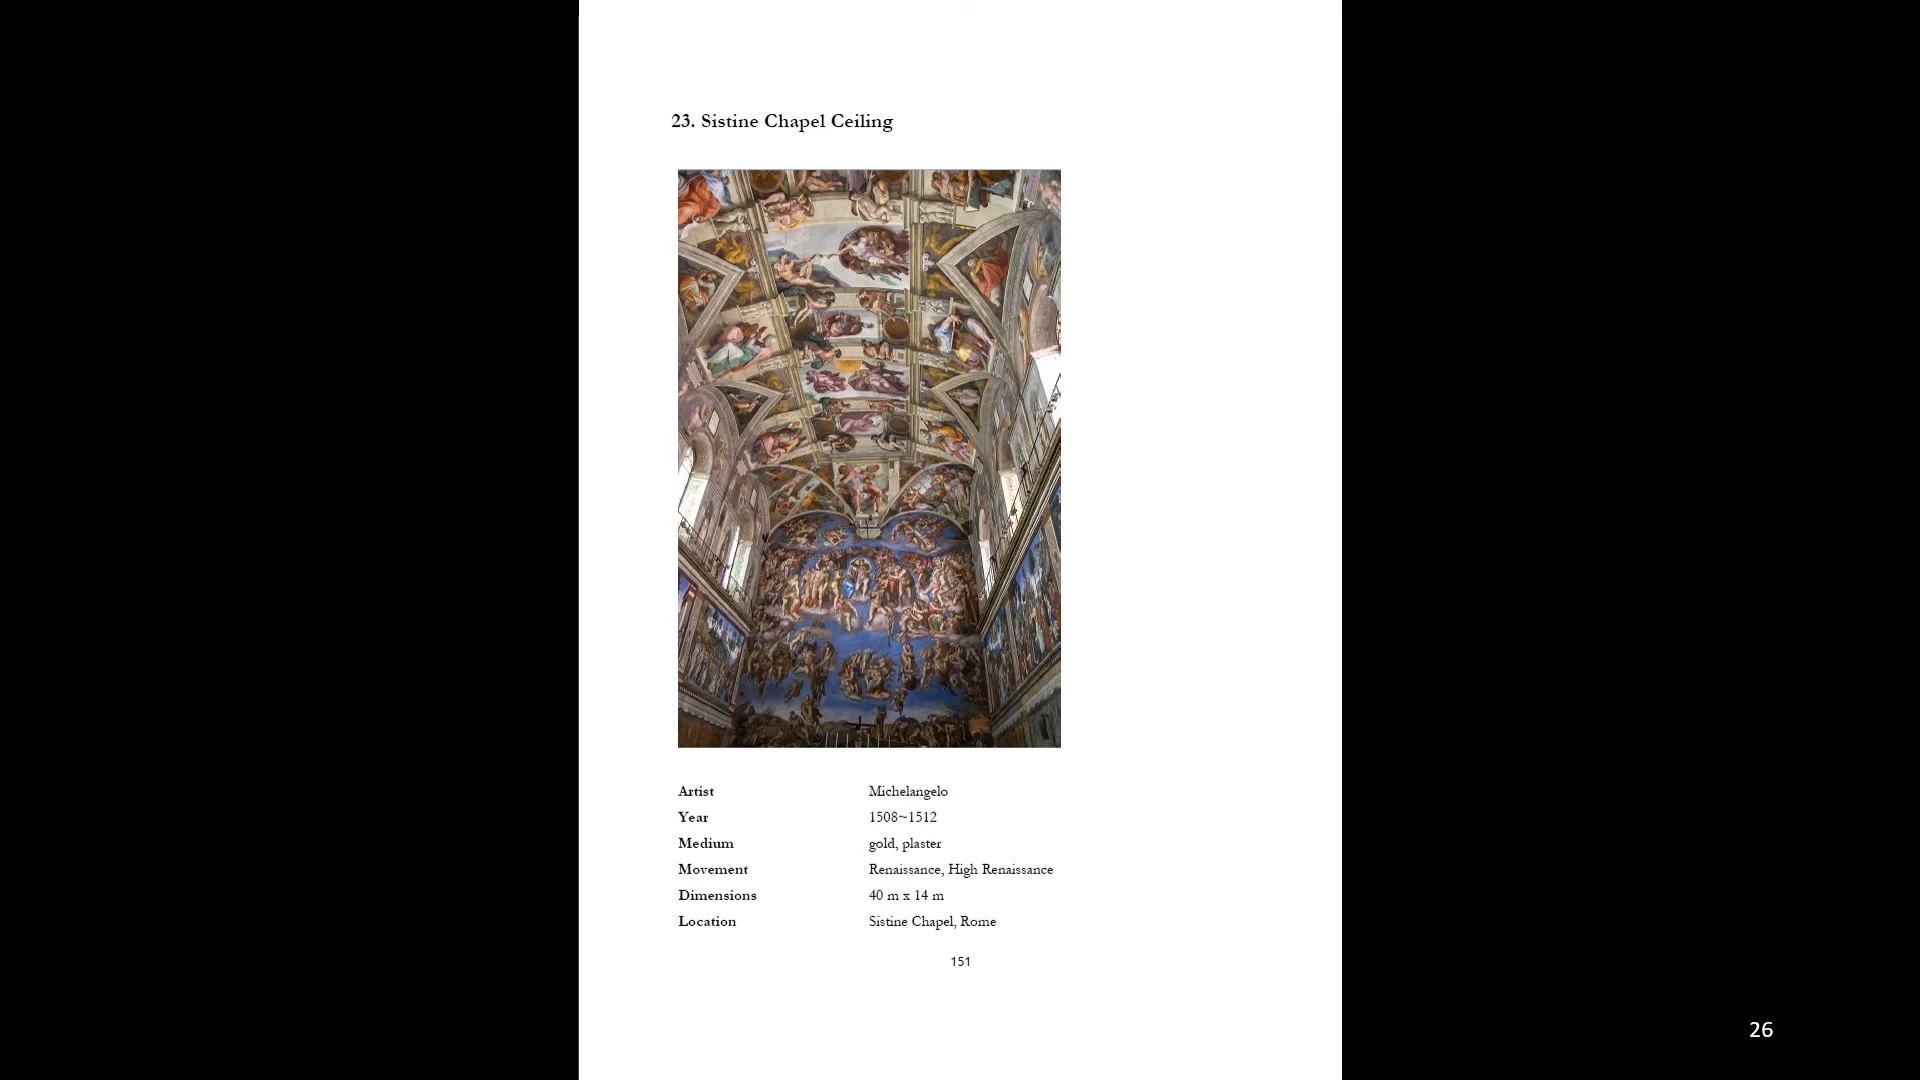 23. Sistine Chapel Ceiling
Artist Michelangelo
Year 1508~1512
Medium gold, plaster
Movement Renaissance, High Renaissance
Dimensions 40 m x 14 m
Location Sistine Chapel, Rome
151
26